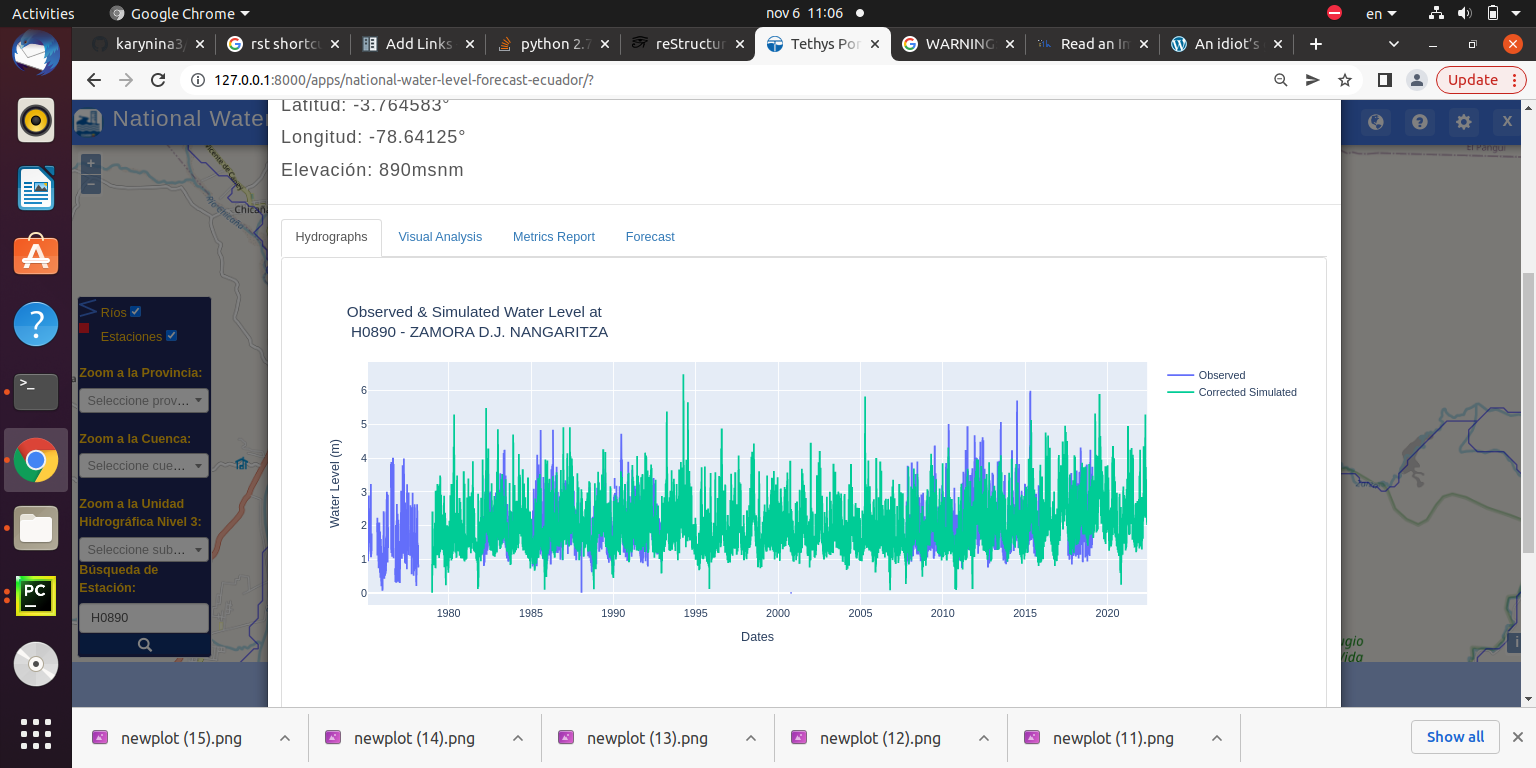 Activities
Google Chrome
nov 6 11:06
en
karynina3/
rst shortcu
Add Links
python 2.7
reStructur
Tethys Por
WARNING
Read an Im
An idiot's
127.0.0.1:8000/apps/national-water-level-forecast-ecuador/?
Update
National Water
X
Latitud: -3.764583°
Longitud: -78.64125°
Elevación: 890msnm
Hydrographs
Visual Analysis
Metrics Report
Forecast
Observed & Simulated Water Level at
H0890 - ZAMORA D.J. NANGARITZA
Observed
Corrected Simulated
6
5
4
3
2
1
0
Water Level (m)
1980
1985
1990
1995
2000
2005
2010
2015
2020
Dates
+
−
Chicaña
El Pangui
Ríos
Estaciones
Zoom a la Provincia:
Seleccione prov…
Zoom a la Cuenca:
Seleccione cue…
Zoom a la Unidad
Hidrográfica Nivel 3:
Seleccione sub…
Búsqueda de
Estación:
H0890
ugio
Vida
i
>_
PC
newplot (15).png
newplot (14).png
newplot (13).png
newplot (12).png
newplot (11).png
Show all